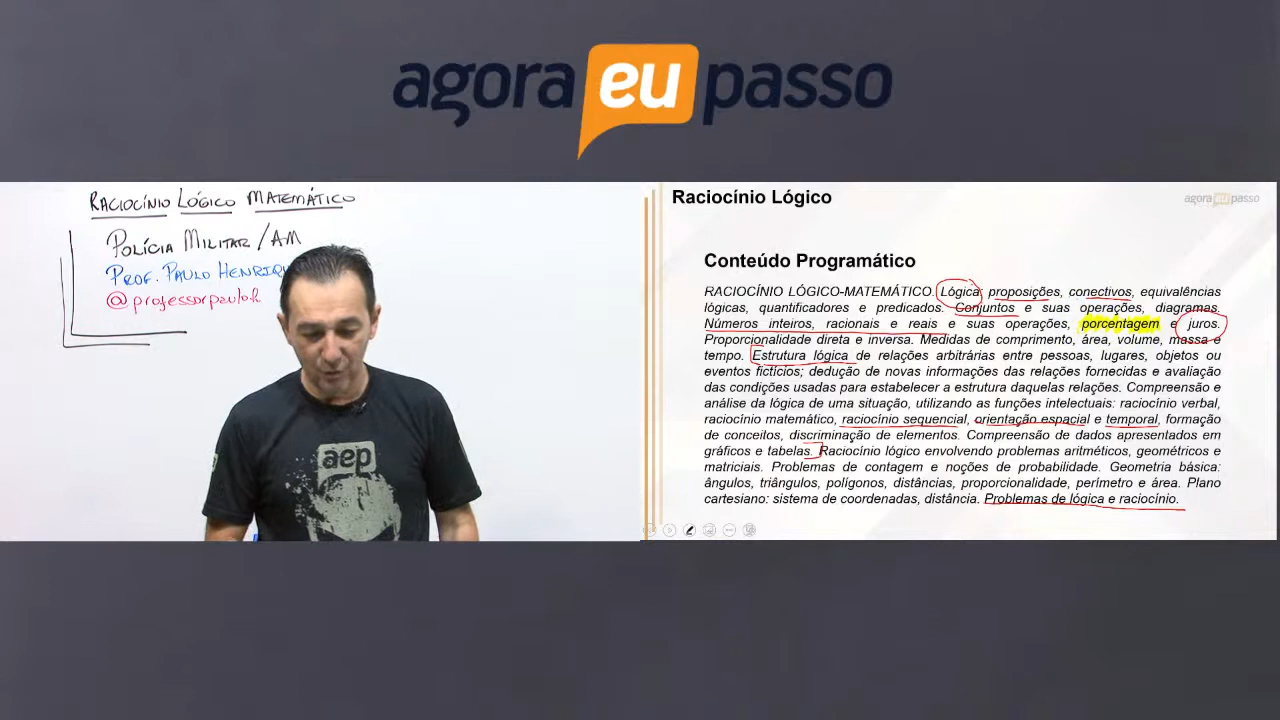 agora eu passo
RACIOCÍNIO LÓGICO MATEMÁTICO
POLÍCIA MILITAR / AM
PROF. PAULO HENRIQU
@professorpauloh
aep
Raciocínio Lógico
agora eu passo
Conteúdo Programático
RACIOCÍNIO LÓGICO-MATEMÁTICO Lógica: proposições, conectivos, equivalências
lógicas, quantificadores e predicados. Conjuntos e suas operações, diagramas.
Números inteiros, racionais e reais e suas operações, porcentagem e juros.
Proporcionalidade direta e inversa. Medidas de comprimento, área, volume, massa e
tempo. Estrutura lógica de relações arbitrárias entre pessoas, lugares, objetos ou
eventos fictícios; dedução de novas informações das relações fornecidas e avaliação
das condições usadas para estabelecer a estrutura daquelas relações. Compreensão e
análise da lógica de uma situação, utilizando as funções intelectuais: raciocínio verbal,
raciocínio matemático, raciocínio sequencial, orientação espacial e temporal, formação
de conceitos, discriminação de elementos. Compreensão de dados apresentados em
gráficos e tabelas. Raciocínio lógico envolvendo problemas aritméticos, geométricos e
matriciais. Problemas de contagem e noções de probabilidade. Geometria básica:
ângulos, triângulos, polígonos, distâncias, proporcionalidade, perímetro e área. Plano
cartesiano: sistema de coordenadas, distância. Problemas de lógica e raciocínio.